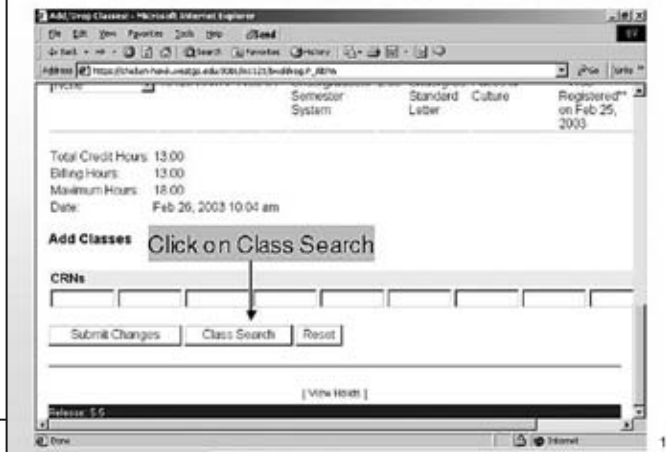 Add/Drop Classes - Microsoft Internet Explorer
File Edit View Favorites Tools Help
Search Favorites History
Address
Semester Standard Culture Registered**
System Letter on Feb 25,
2003
Total Credit Hours: 13.00
Billing Hours: 13.00
Maximum Hours: 18.00
Date: Feb 26, 2003 10:04 am
Add Classes Click on Class Search
CRNs
Submit Changes Class Search Reset
[ View Holds ]
Release: 5.5
Done Internet
1